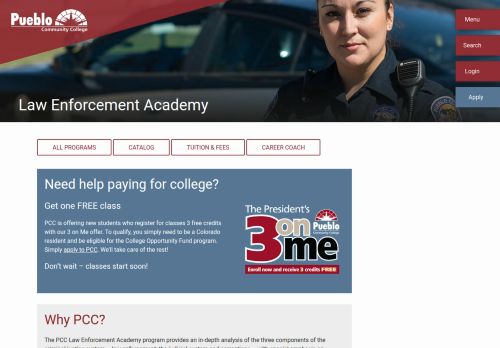 Pueblo
Community College
Menu
Search
Login
Apply
Law Enforcement Academy
ALL PROGRAMS
CATALOG
TUITION & FEES
CAREER COACH
Need help paying for college?
Get one FREE class
PCC is offering new students who register for classes 3 free credits
with our 3 on Me offer. To qualify, you simply need to be a Colorado
resident and be eligible for the College Opportunity Fund program.
Simply apply to PCC. We'll take care of the rest!
Don't wait – classes start soon!
The President's
3 on me
Pueblo
Community College
Enroll now and receive 3 credits FREE
Why PCC?
The PCC Law Enforcement Academy program provides an in-depth analysis of the three components of the